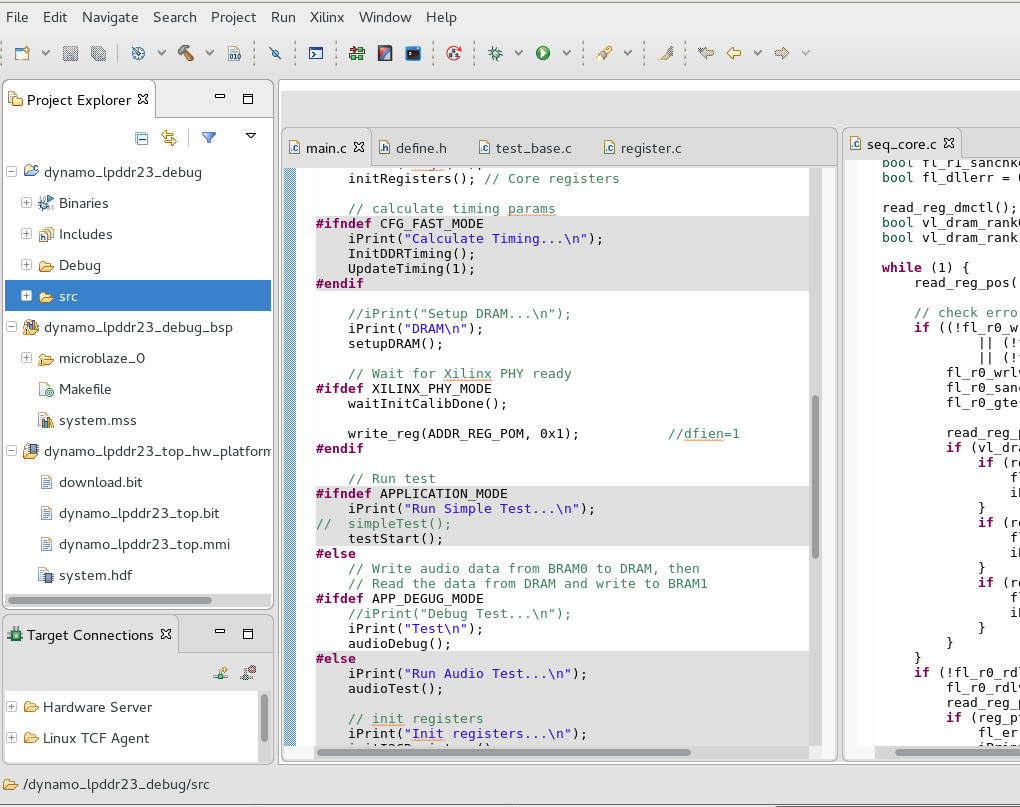 File Edit Navigate Search Project Run Xilinx Window Help
010
Project Explorer
dynamo_lpddr23_debug
Binaries
Includes
Debug
src
dynamo_lpddr23_debug_bsp
microblaze_0
Makefile
system.mss
dynamo_lpddr23_top_hw_platform
download.bit
dynamo_lpddr23_top.bit
dynamo_lpddr23_top.mmi
system.hdf
Target Connections
Hardware Server
Linux TCF Agent
main.c define.h test_base.c register.c
initRegisters(); // Core registers
// calculate timing params
#ifndef CFG_FAST_MODE
iPrint("Calculate Timing...\n");
InitDDRTiming();
UpdateTiming(1);
#endif
//iPrint("Setup DRAM...\n");
iPrint("DRAM\n");
setupDRAM();
// Wait for Xilinx PHY ready
#ifdef XILINX_PHY_MODE
waitInitCalibDone();
write_reg(ADDR_REG_POM, 0x1); //dfien=1
#endif
// Run test
#ifndef APPLICATION_MODE
iPrint("Run Simple Test...\n");
// simpleTest();
testStart();
#else
// Write audio data from BRAM0 to DRAM, then
// Read the data from DRAM and write to BRAM1
#ifdef APP_DEGUG_MODE
//iPrint("Debug Test...\n");
iPrint("Test\n");
audioDebug();
#else
iPrint("Run Audio Test...\n");
audioTest();
// init registers
iPrint("Init registers...\n");
seq_core.c
bool fl_r1_sanchk
bool fl_dllerr = 
read_reg_dmctl();
bool vl_dram_rank
bool vl_dram_rank
while (1) {
read_reg_pos(
// check erro
if ((!fl_r0_w
|| (!
|| (!
fl_r0_wrl
fl_r0_san
fl_r0_gte
read_reg_
if (vl_dr
if (r
f
i
}
if (r
f
i
}
if (r
f
i
}
}
}
if (!fl_r0_rd
fl_r0_rdl
read_reg_
if (reg_p
fl_er
/dynamo_lpddr23_debug/src